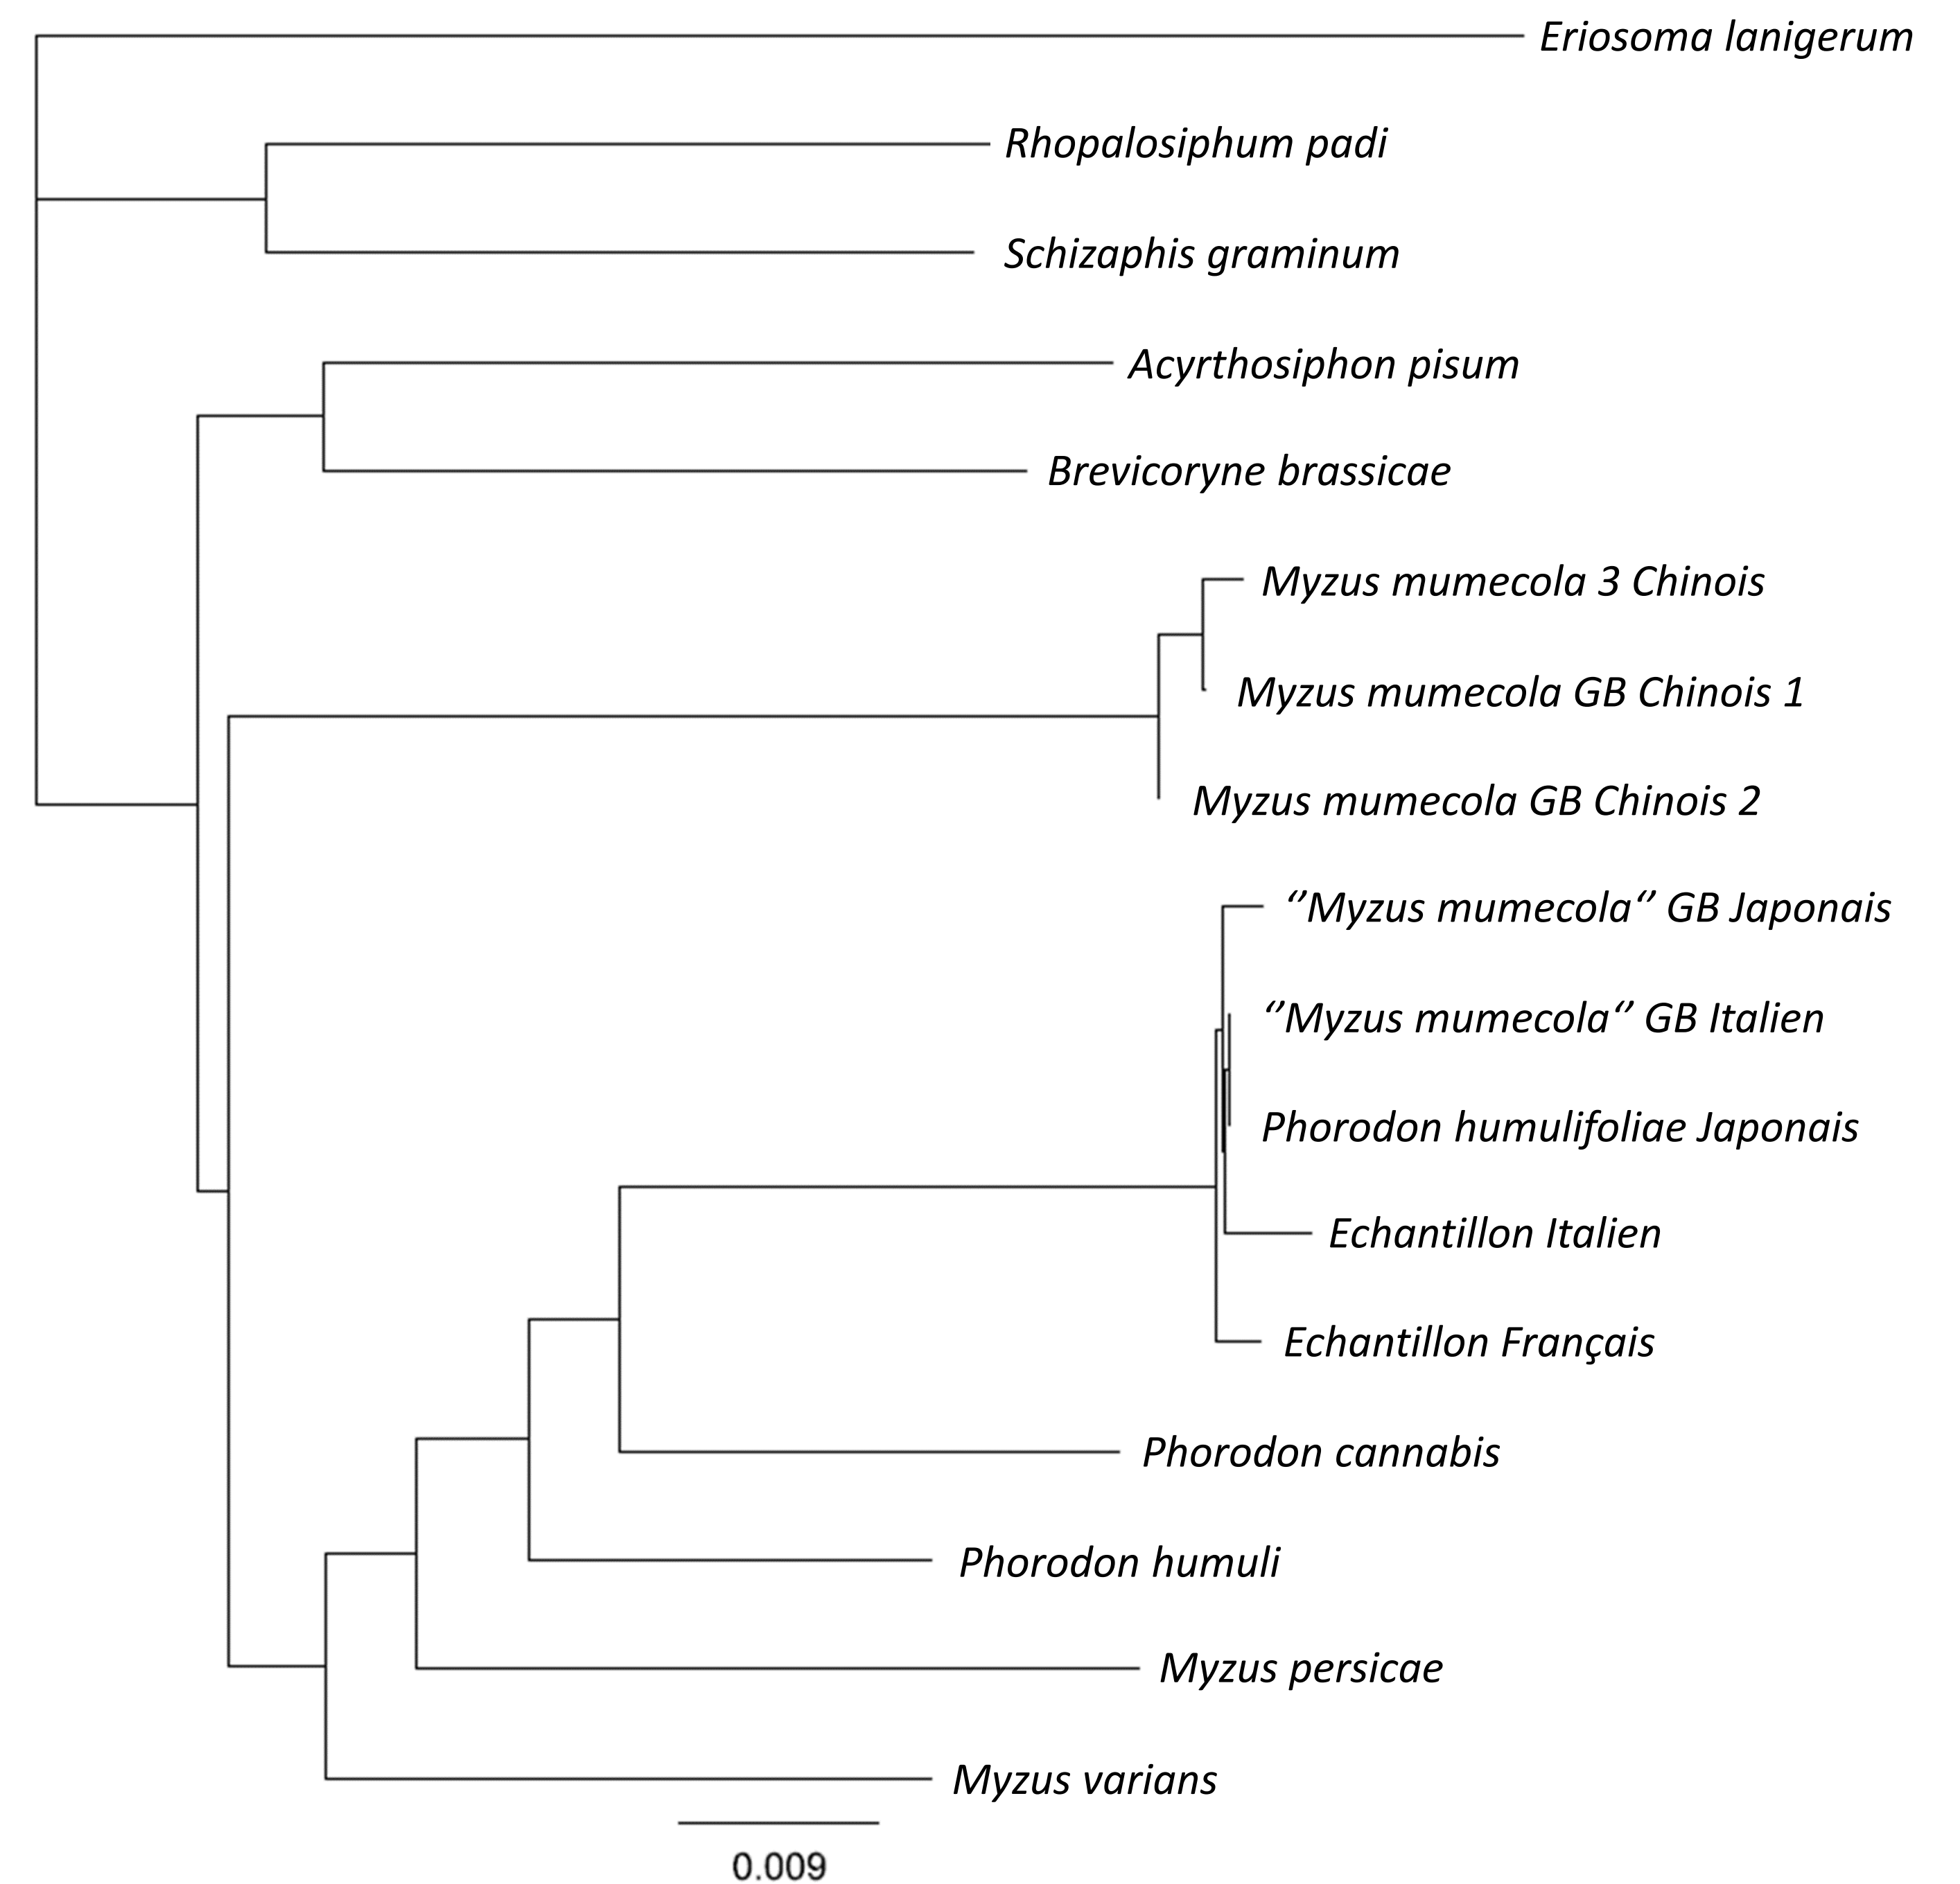 Eriosoma lanigerum
Rhopalosiphum padi
Schizaphis graminum
Acyrthosiphon pisum
Brevicoryne brassicae
Myzus mumecola 3 Chinois
Myzus mumecola GB Chinois 1
Myzus mumecola GB Chinois 2
‘’Myzus mumecola‘’ GB Japonais
‘’Myzus mumecola‘’ GB Italien
Phorodon humulifoliae Japonais
Echantillon Italien
Echantillon Français
Phorodon cannabis
Phorodon humuli
Myzus persicae
Myzus varians
0.009